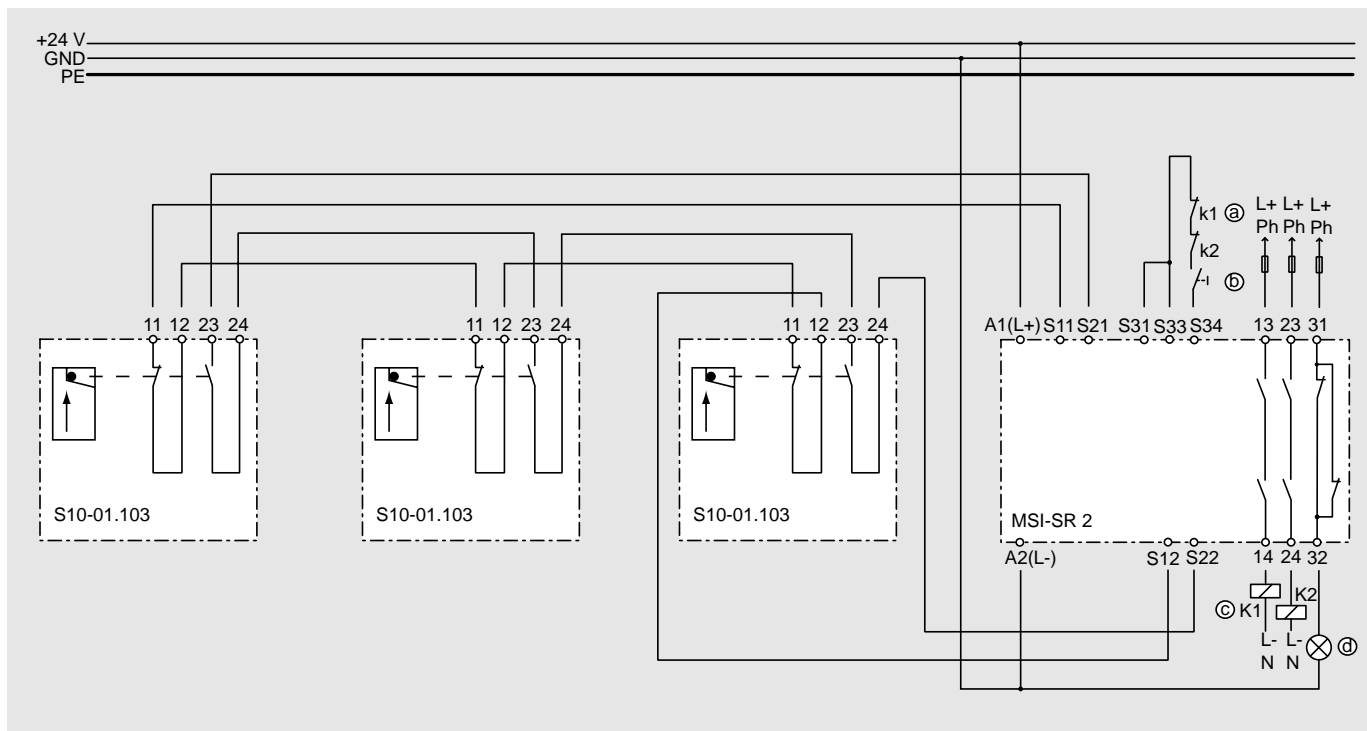 +24 V
GND
PE
k1 ⓐ
L+ L+ L+
Ph Ph Ph
k2
ⓑ
11 12 23 24
11 12 23 24
11 12 23 24
A1(L+) S11 S21 S31 S33 S34 13 23 31
S10-01.103
S10-01.103
S10-01.103
MSI-SR 2
A2(L-) S12 S22 14 24 32
ⓒ K1 K2
L- L- ⓓ
N N